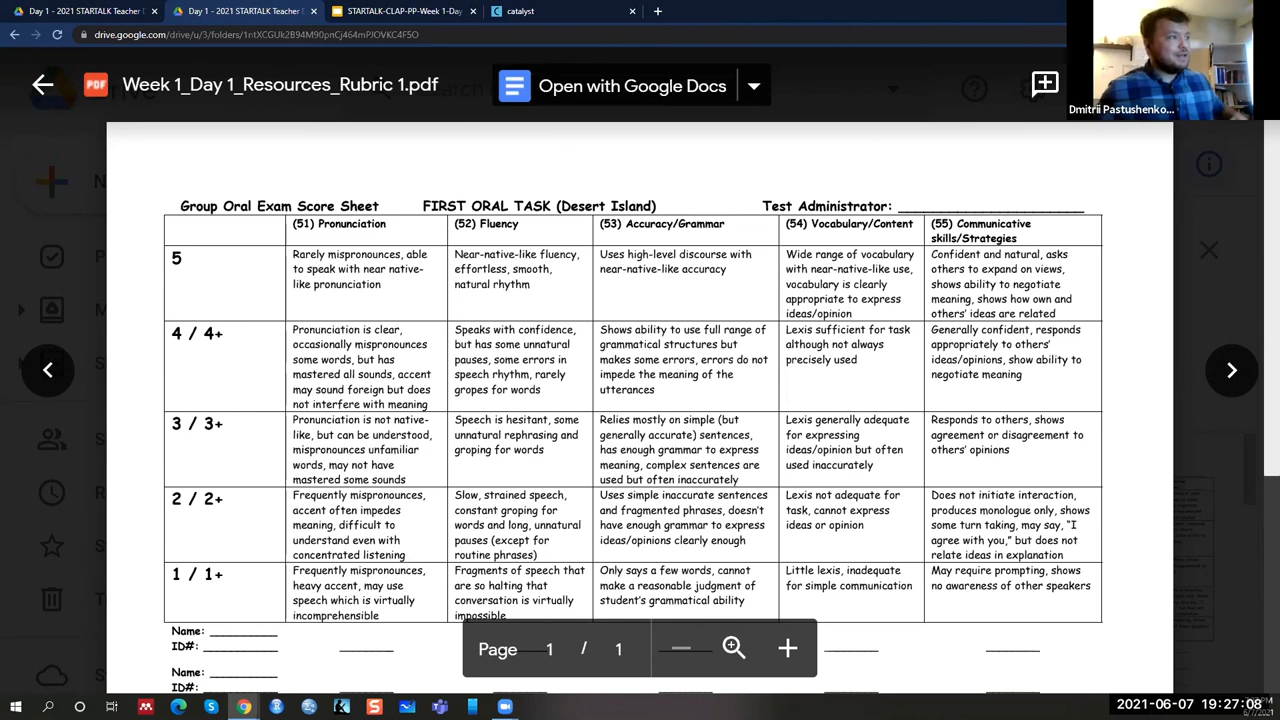 Day 1 - 2021 STARTALK Teacher
Day 1 - 2021 STARTALK Teacher
STARTALK-CLAP-PP-Week 1-Day
catalyst
drive.google.com/drive/u/3/folders/1ntXCGUk2B94M90pnCj464mPJOVKC4F5O
Week 1_Day 1_Resources_Rubric 1.pdf
Open with Google Docs
Dmitrii Pastushenko...
Group Oral Exam Score Sheet FIRST ORAL TASK (Desert Island) Test Administrator: ____________________
(51) Pronunciation
(52) Fluency
(53) Accuracy/Grammar
(54) Vocabulary/Content
(55) Communicative
skills/Strategies
5
Rarely mispronounces, able
to speak with near native-
like pronunciation
Near-native-like fluency,
effortless, smooth,
natural rhythm
Uses high-level discourse with
near-native-like accuracy
Wide range of vocabulary
with near-native-like use,
vocabulary is clearly
appropriate to express
ideas/opinion
Confident and natural, asks
others to expand on views,
shows ability to negotiate
meaning, shows how own and
others' ideas are related
4 / 4+
Pronunciation is clear,
occasionally mispronounces
some words, but has
mastered all sounds, accent
may sound foreign but does
not interfere with meaning
Speaks with confidence,
but has some unnatural
pauses, some errors in
speech rhythm, rarely
gropes for words
Shows ability to use full range of
grammatical structures but
makes some errors, errors do not
impede the meaning of the
utterances
Lexis sufficient for task
although not always
precisely used
Generally confident, responds
appropriately to others'
ideas/opinions, show ability to
negotiate meaning
3 / 3+
Pronunciation is not native-
like, but can be understood,
mispronounces unfamiliar
words, may not have
mastered some sounds
Speech is hesitant, some
unnatural rephrasing and
groping for words
Relies mostly on simple (but
generally accurate) sentences,
has enough grammar to express
meaning, complex sentences are
used but often inaccurately
Lexis generally adequate
for expressing
ideas/opinion but often
used inaccurately
Responds to others, shows
agreement or disagreement to
others' opinions
2 / 2+
Frequently mispronounces,
accent often impedes
meaning, difficult to
understand even with
concentrated listening
Slow, strained speech,
constant groping for
words and long, unnatural
pauses (except for
routine phrases)
Uses simple inaccurate sentences
and fragmented phrases, doesn't
have enough grammar to express
ideas/opinions clearly enough
Lexis not adequate for
task, cannot express
ideas or opinion
Does not initiate interaction,
produces monologue only, shows
some turn taking, may say, "I
agree with you," but does not
relate ideas in explanation
1 / 1+
Frequently mispronounces,
heavy accent, may use
speech which is virtually
incomprehensible
Fragments of speech that
are so halting that
conversation is virtually
impossible
Only says a few words, cannot
make a reasonable judgment of
student's grammatical ability
Little lexis, inadequate
for simple communication
May require prompting, shows
no awareness of other speakers
Name: __________
ID#: __________
Name: __________
ID#: __________
Page 1 / 1
2021-06-07 19:27:08